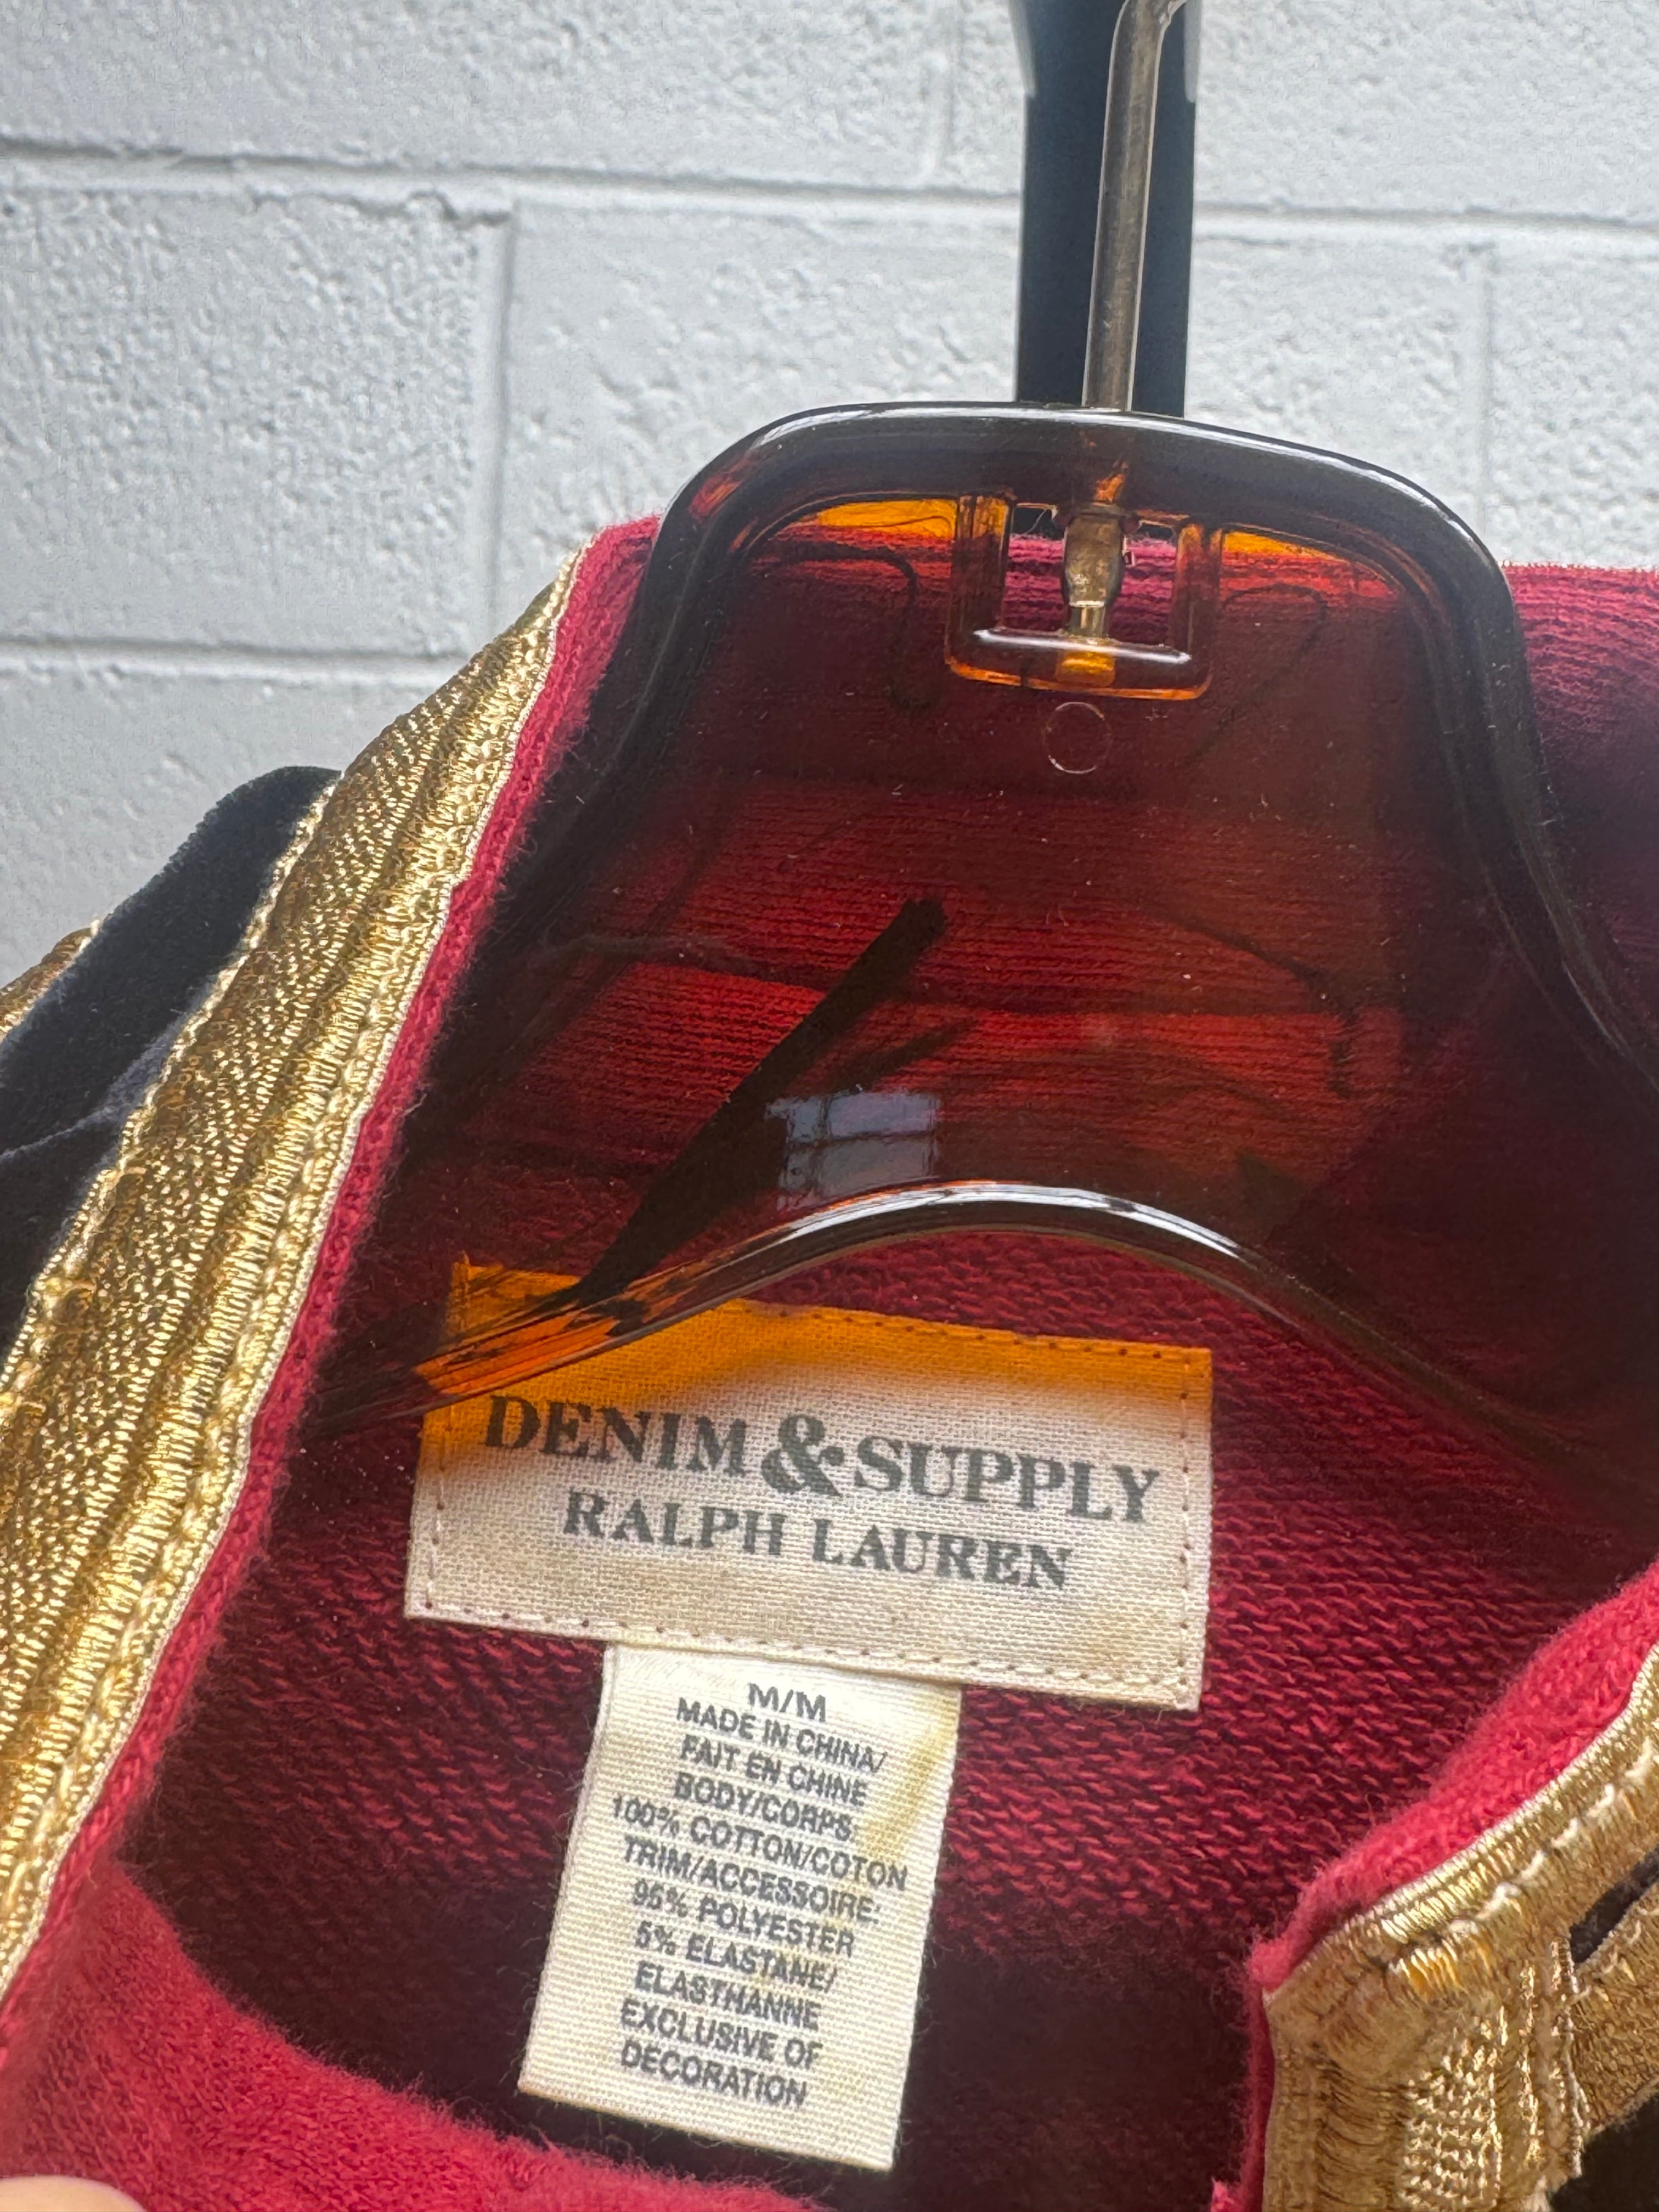 DENIM & SUPPLY
RALPH LAUREN
M/M
MADE IN CHINA/
FAIT EN CHINE
BODY/CORPS:
100% COTTON/COTON
TRIM/ACCESSOIRE:
95% POLYESTER
5% ELASTANE/
ELASTHANNE
EXCLUSIVE OF
DECORATION